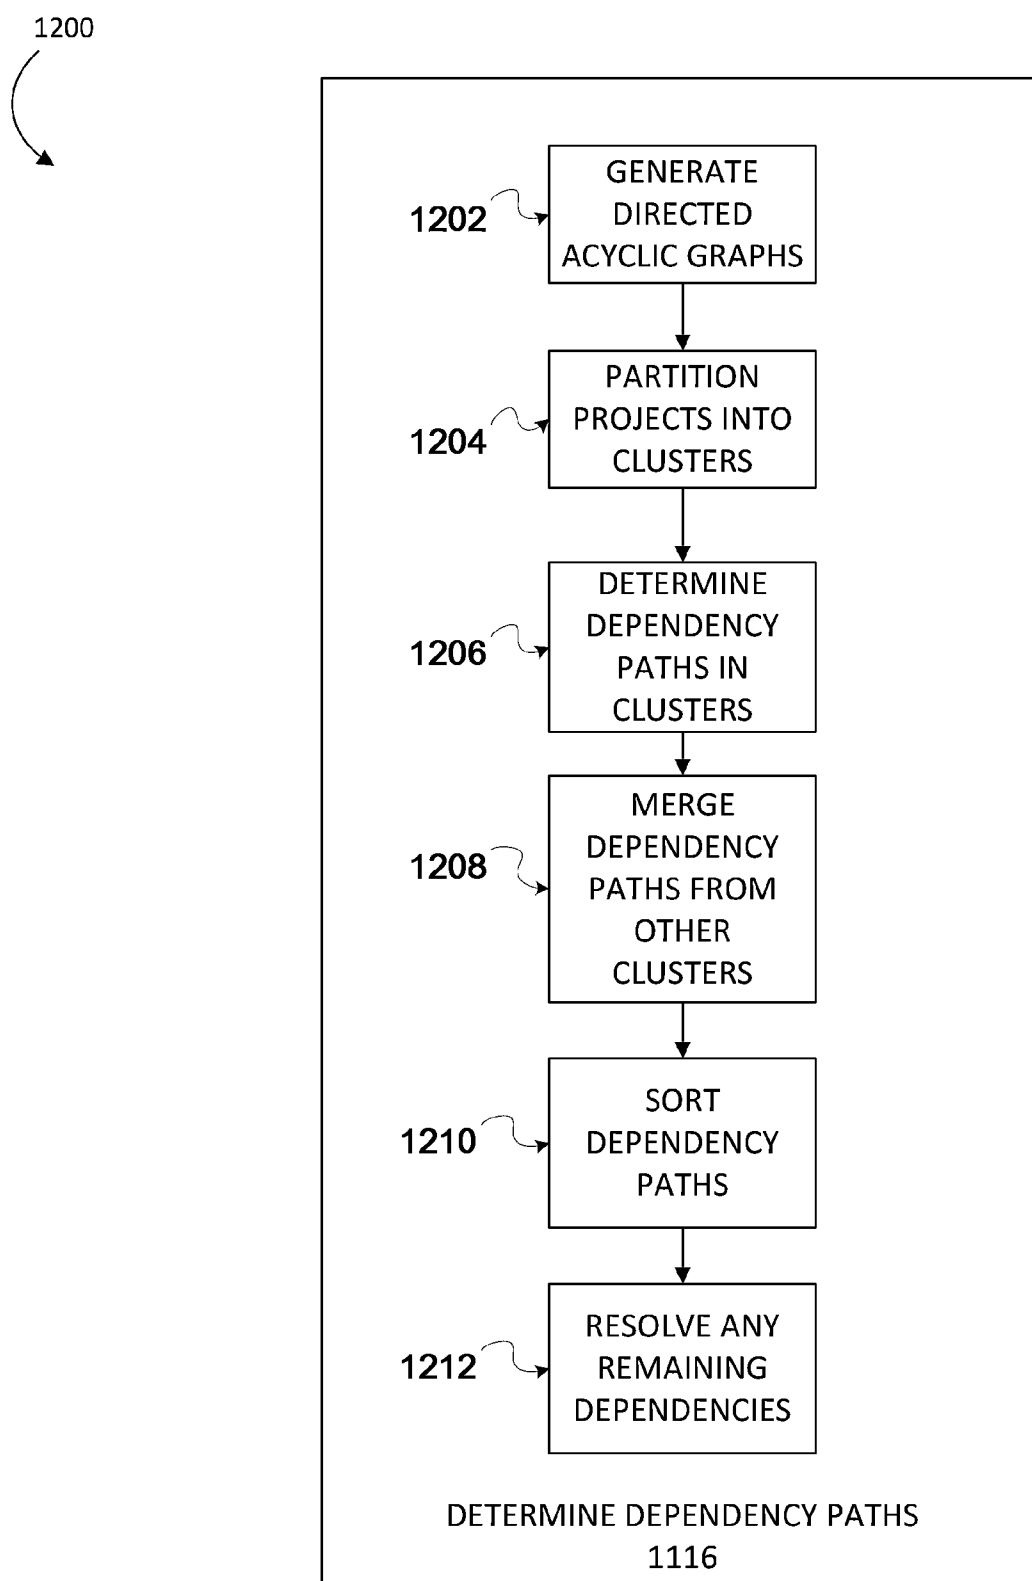 1200
GENERATE
DIRECTED
ACYCLIC GRAPHS
1202
PARTITION
PROJECTS INTO
CLUSTERS
1204
DETERMINE
DEPENDENCY
PATHS IN
CLUSTERS
1206
MERGE
DEPENDENCY
PATHS FROM
OTHER
CLUSTERS
1208
SORT
DEPENDENCY
PATHS
1210
RESOLVE ANY
REMAINING
DEPENDENCIES
1212
DETERMINE DEPENDENCY PATHS
1116